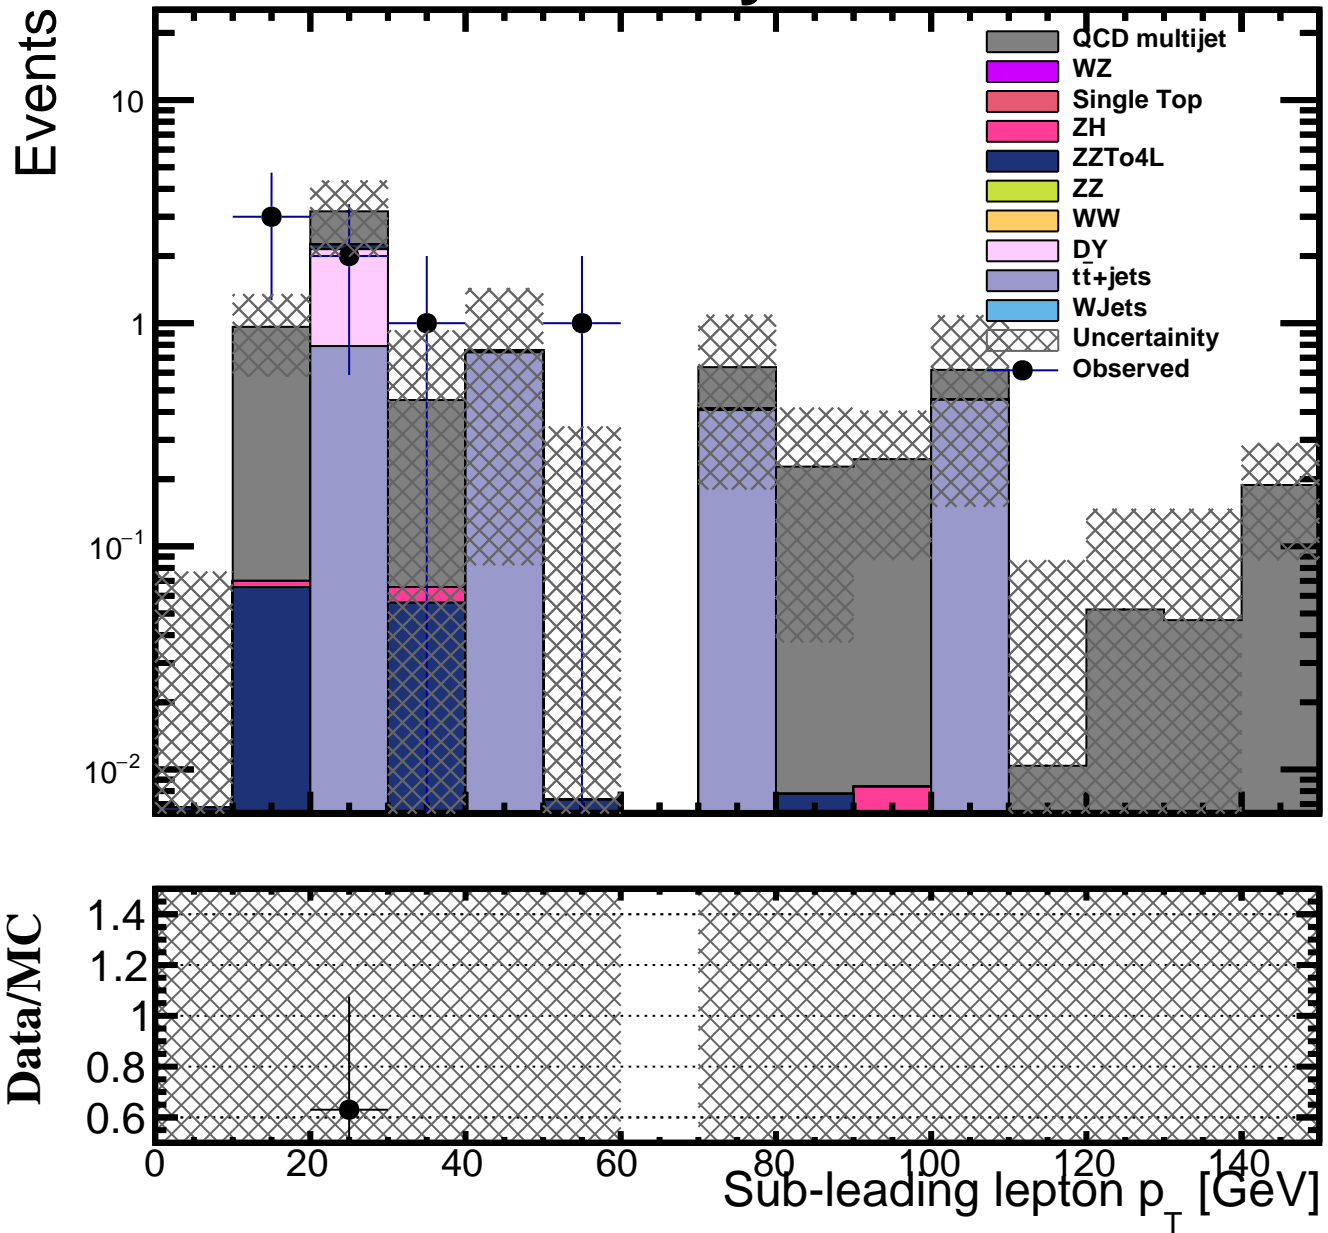 Events
10
1
10⁻¹
10⁻²
QCD multijet
WZ
Single Top
ZH
ZZTo4L
ZZ
WW
DY
tt̄+jets
WJets
Uncertainity
Observed
Data/MC
1.4
1.2
1
0.8
0.6
0 20 40 60 80 100 120 140
Sub-leading lepton p_T [GeV]